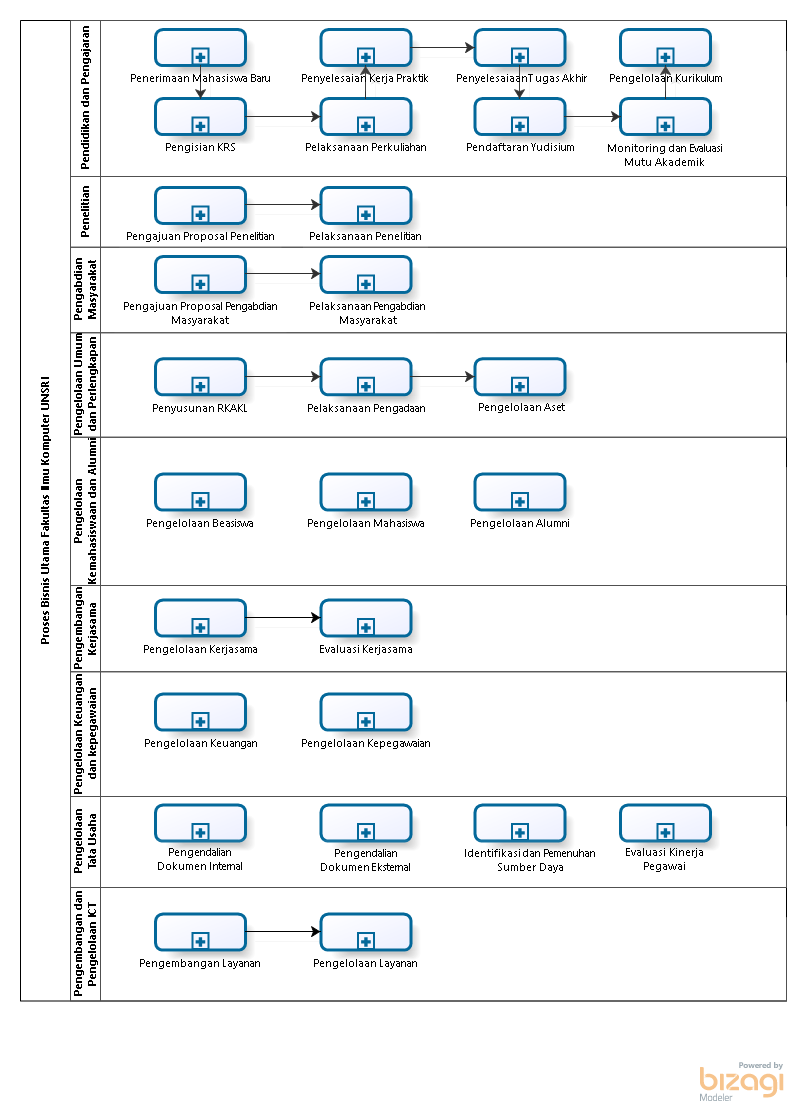 Proses Bisnis Utama Fakultas Ilmu Komputer UNSRI
Pendidikan dan Pengajaran
Penerimaan Mahasiswa Baru
Penyelesaian Kerja Praktik
PenyelesaiaanTugas Akhir
Pengelolaan Kurikulum
Pengisian KRS
Pelaksanaan Perkuliahan
Pendaftaran Yudisium
Monitoring dan Evaluasi
Mutu Akademik
Penelitian
Pengajuan Proposal Penelitian
Pelaksanaan Penelitian
Pengabdian
Masyarakat
Pengajuan Proposal Pengabdian
Masyarakat
Pelaksanaan Pengabdian
Masyarakat
Pengelolaan Umum
dan Perlengkapan
Penyusunan RKAKL
Pelaksanaan Pengadaan
Pengelolaan Aset
Pengelolaan
Kemahasiswaan dan Alumni
Pengelolaan Beasiswa
Pengelolaan Mahasiswa
Pengelolaan Alumni
Pengembangan
Kerjasama
Pengelolaan Kerjasama
Evaluasi Kerjasama
Pengelolaan Keuangan
dan kepegawaian
Pengelolaan Keuangan
Pengelolaan Kepegawaian
Pengelolaan
Tata Usaha
Pengendalian
Dokumen Internal
Pengendalian
Dokumen Eksternal
Identifikasi dan Pemenuhan
Sumber Daya
Evaluasi Kinerja
Pegawai
Pengembangan dan
Pengelolaan ICT
Pengembangan Layanan
Pengelolaan Layanan
Powered by
bizagi
Modeler